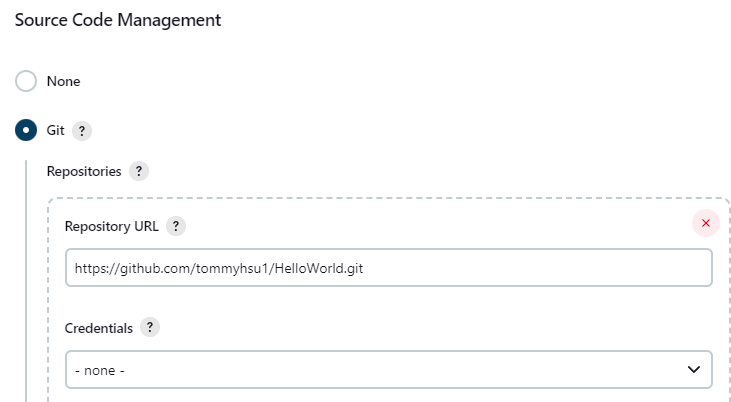 Source Code Management
None
Git ?
Repositories ?
Repository URL ?
https://github.com/tommyhsu1/HelloWorld.git
Credentials ?
- none -